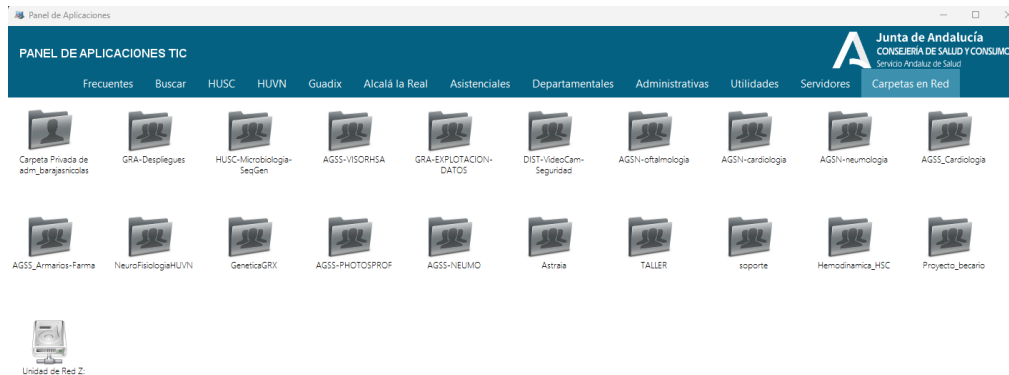 Panel de Aplicaciones
PANEL DE APLICACIONES TIC
Junta de Andalucía
CONSEJERÍA DE SALUD Y CONSUMO
Servicio Andaluz de Salud
Frecuentes Buscar HUSC HUVN Guadix Alcalá la Real Asistenciales Departamentales Administrativas Utilidades Servidores Carpetas en Red
Carpeta Privada de
adm_barajasnicolas
GRA-Despliegues
HUSC-Microbiologia-
SeqGen
AGSS-VISORHSA
GRA-EXPLOTACION-
DATOS
DIST-VideoCam-
Seguridad
AGSN-oftalmologia
AGSN-cardiologia
AGSN-neumologia
AGSS_Cardiologia
AGSS_Armarios-Farma
NeuroFisiologiaHUVN
GeneticaGRX
AGSS-PHOTOSPROF
AGSS-NEUMO
Astraia
TALLER
soporte
Hemodinamica_HSC
Proyecto_becario
Unidad de Red Z: